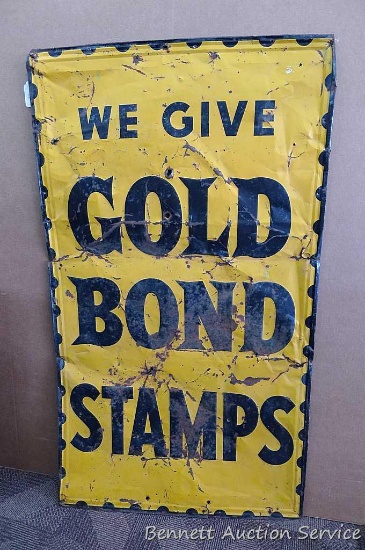 WE GIVE
GOLD
BOND
STAMPS
Bennett Auction Service